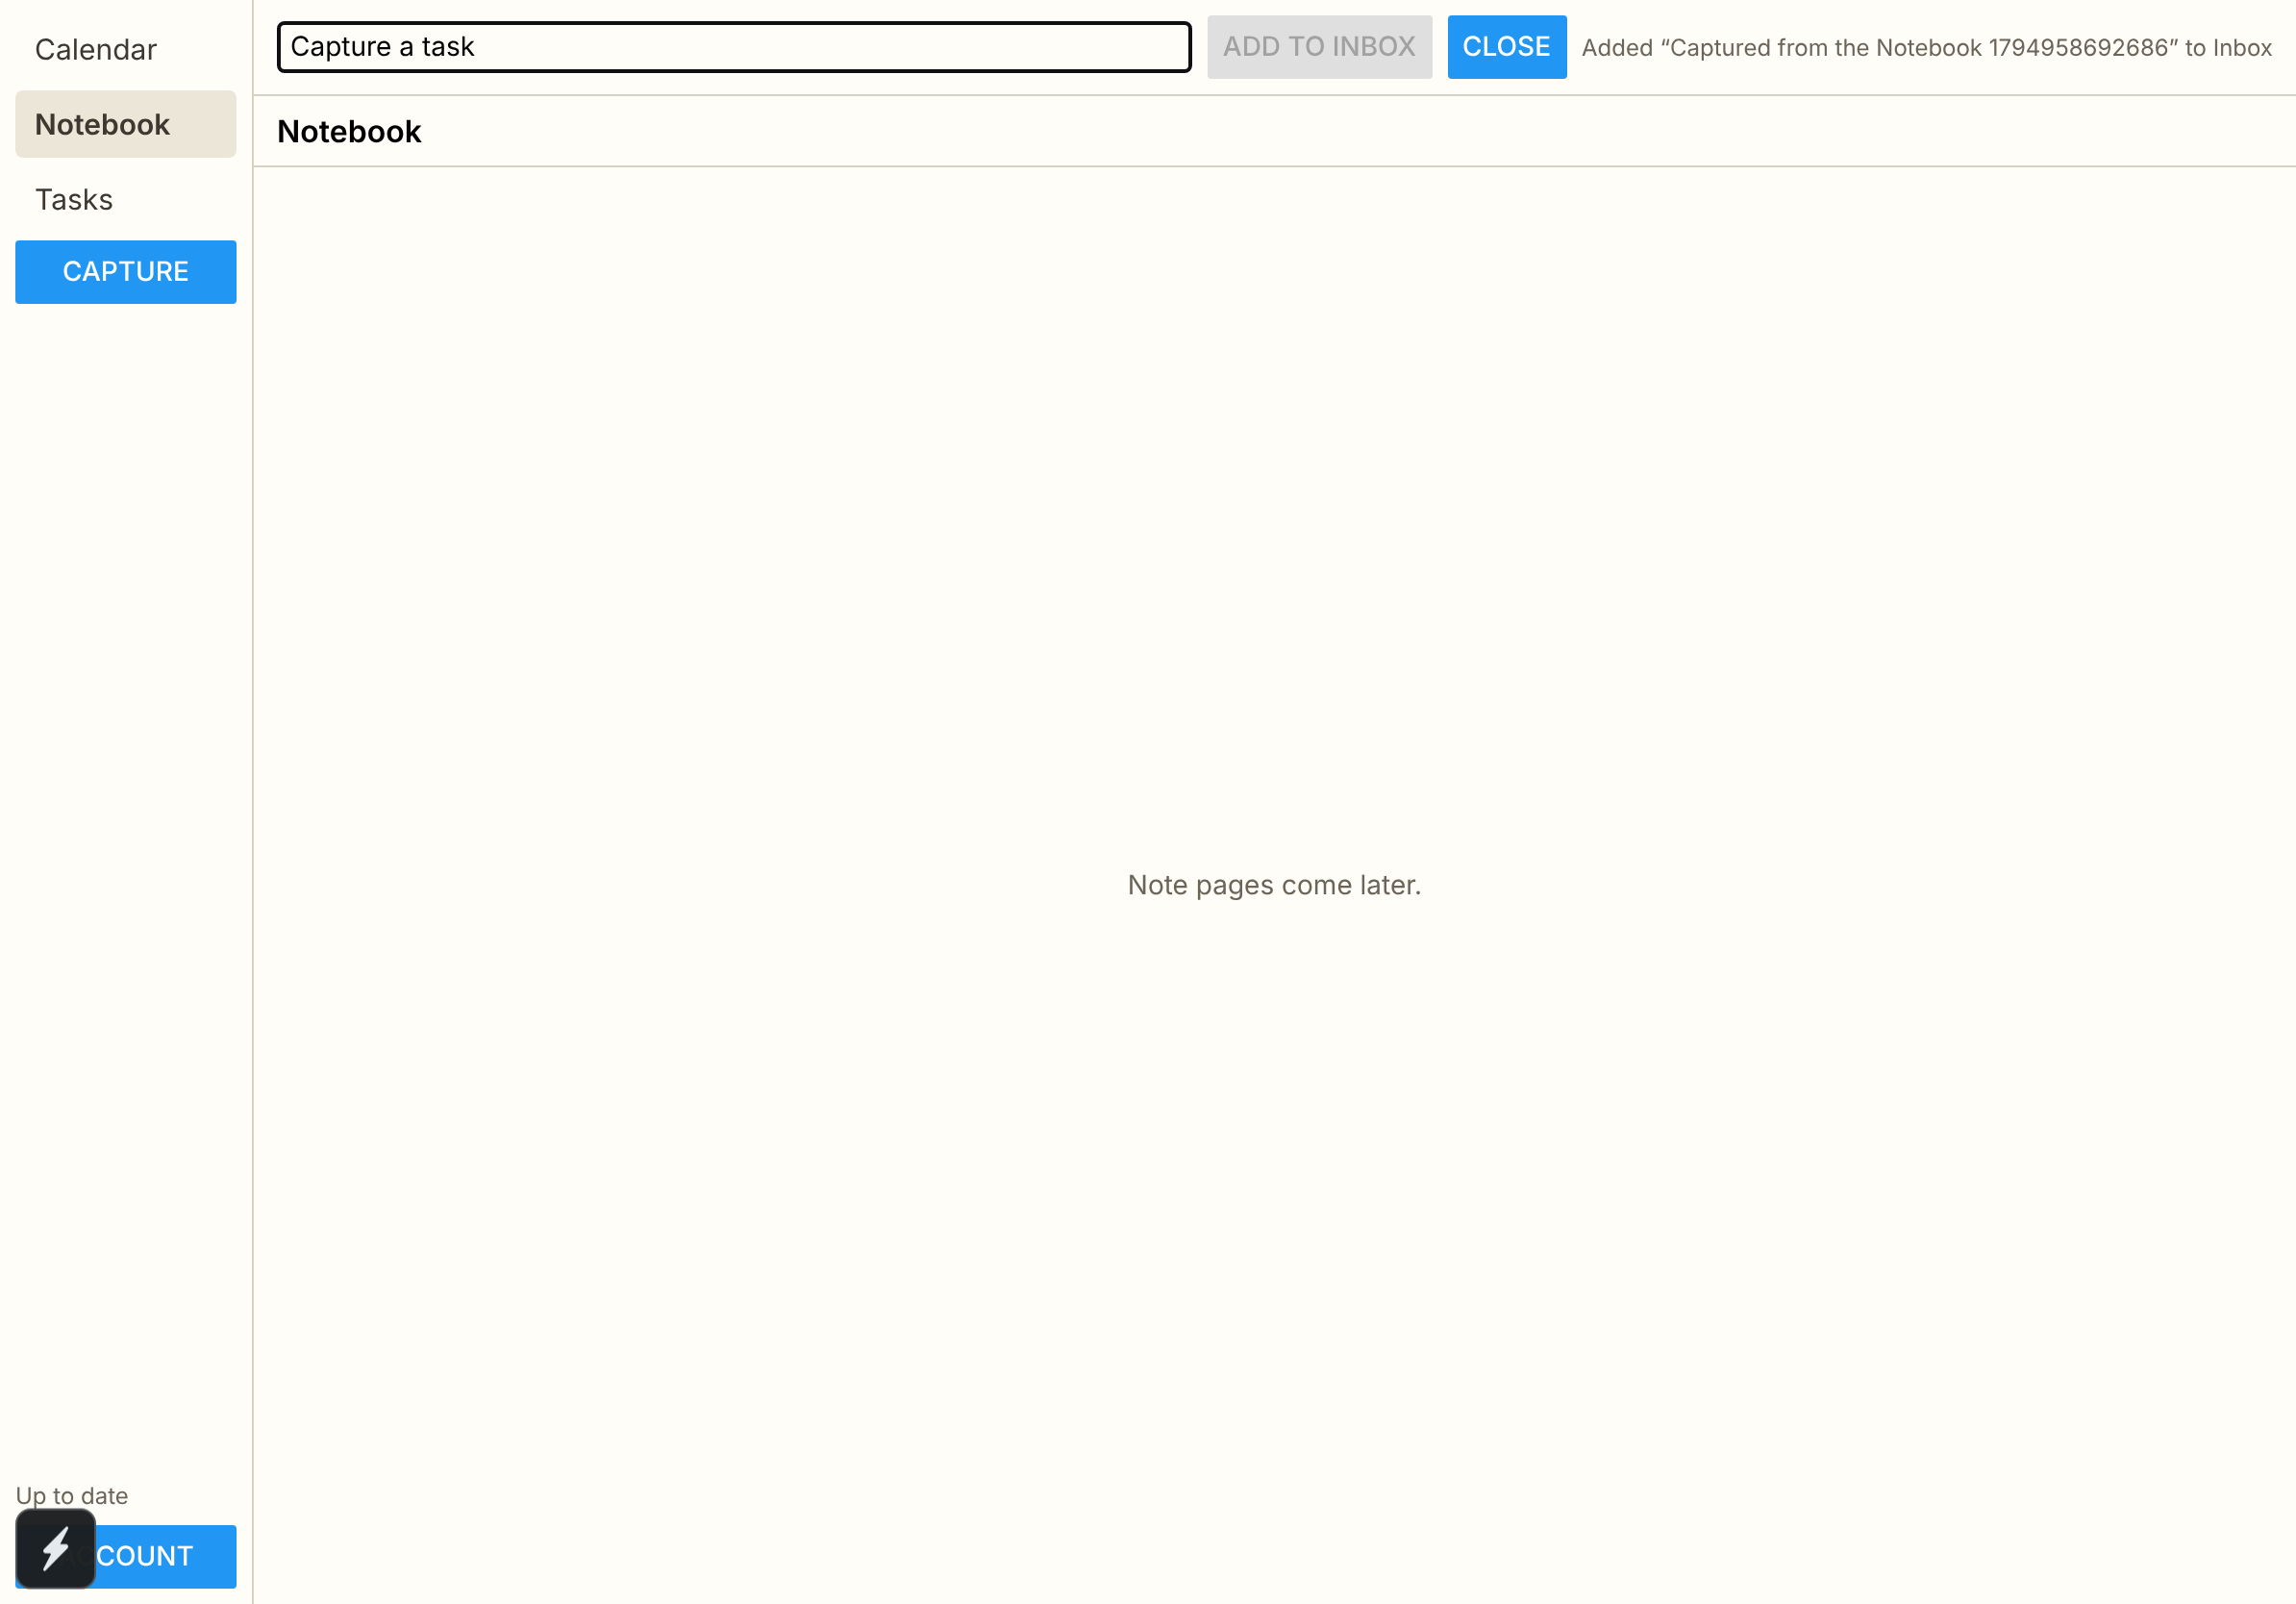 Calendar
Notebook
Tasks
CAPTURE
Capture a task
ADD TO INBOX
CLOSE
Added “Captured from the Notebook 1794958692686” to Inbox
Notebook
Note pages come later.
Up to date
COUNT